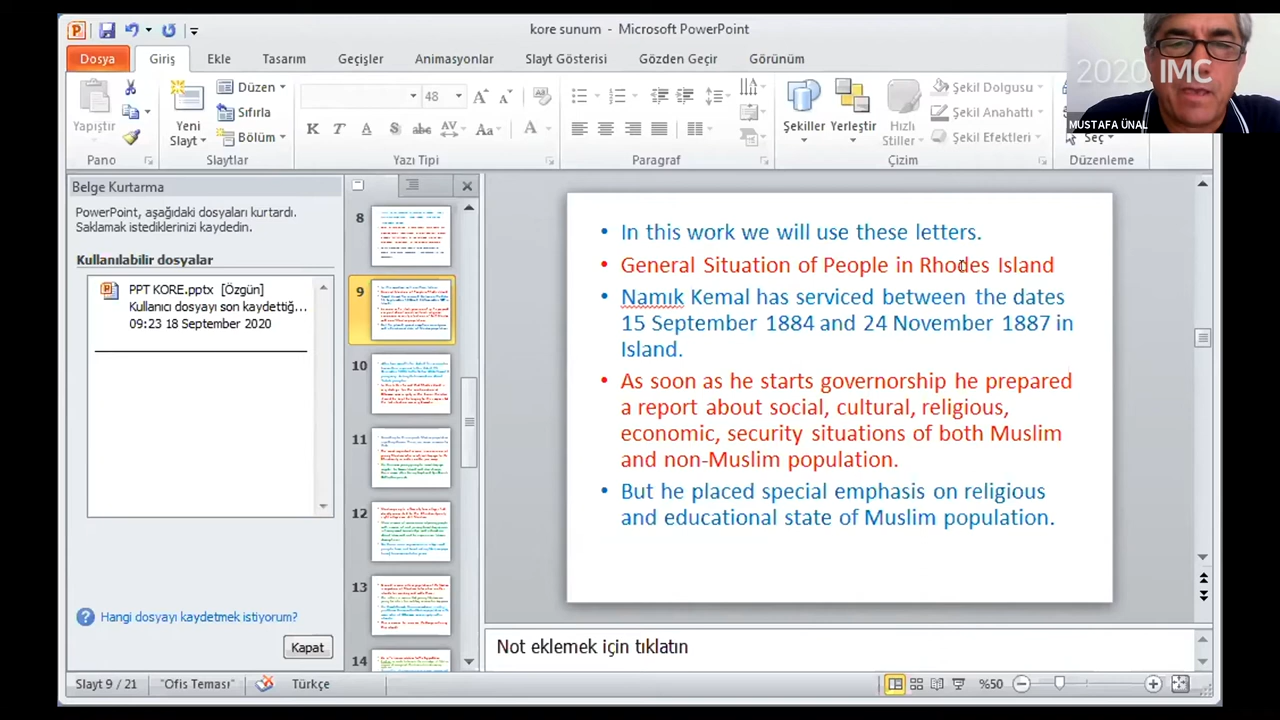 kore sunum - Microsoft PowerPoint
Dosya Giriş Ekle Tasarım Geçişler Animasyonlar Slayt Gösterisi Gözden Geçir Görünüm
2020 IMC
MUSTAFA ÜNAL
Yapıştır
Pano
Yeni
Slayt
Düzen
Sıfırla
Bölüm
Slaytlar
48
K T A S abc AV Aa A
Yazı Tipi
Paragraf
Şekiller
Yerleştir
Hızlı
Stiller
Şekil Dolgusu
Şekil Anahattı
Şekil Efektleri
Çizim
Seç
Düzenleme
Belge Kurtarma
PowerPoint, aşağıdaki dosyaları kurtardı.
Saklamak istediklerinizi kaydedin.
Kullanılabilir dosyalar
PPT KORE.pptx [Özgün]
Kullanıcı dosyayı son kaydettiğ...
09:23 18 September 2020
Hangi dosyayı kaydetmek istiyorum?
Kapat
8
9
10
11
12
13
14
• In this work we will use these letters.
• General Situation of People in Rhodes Island
• Namık Kemal has serviced between the dates
15 September 1884 and 24 November 1887 in
Island.
• As soon as he starts governorship he prepared
a report about social, cultural, religious,
economic, security situations of both Muslim
and non-Muslim population.
• But he placed special emphasis on religious
and educational state of Muslim population.
Not eklemek için tıklatın
Slayt 9 / 21 "Ofis Teması" Türkçe %50